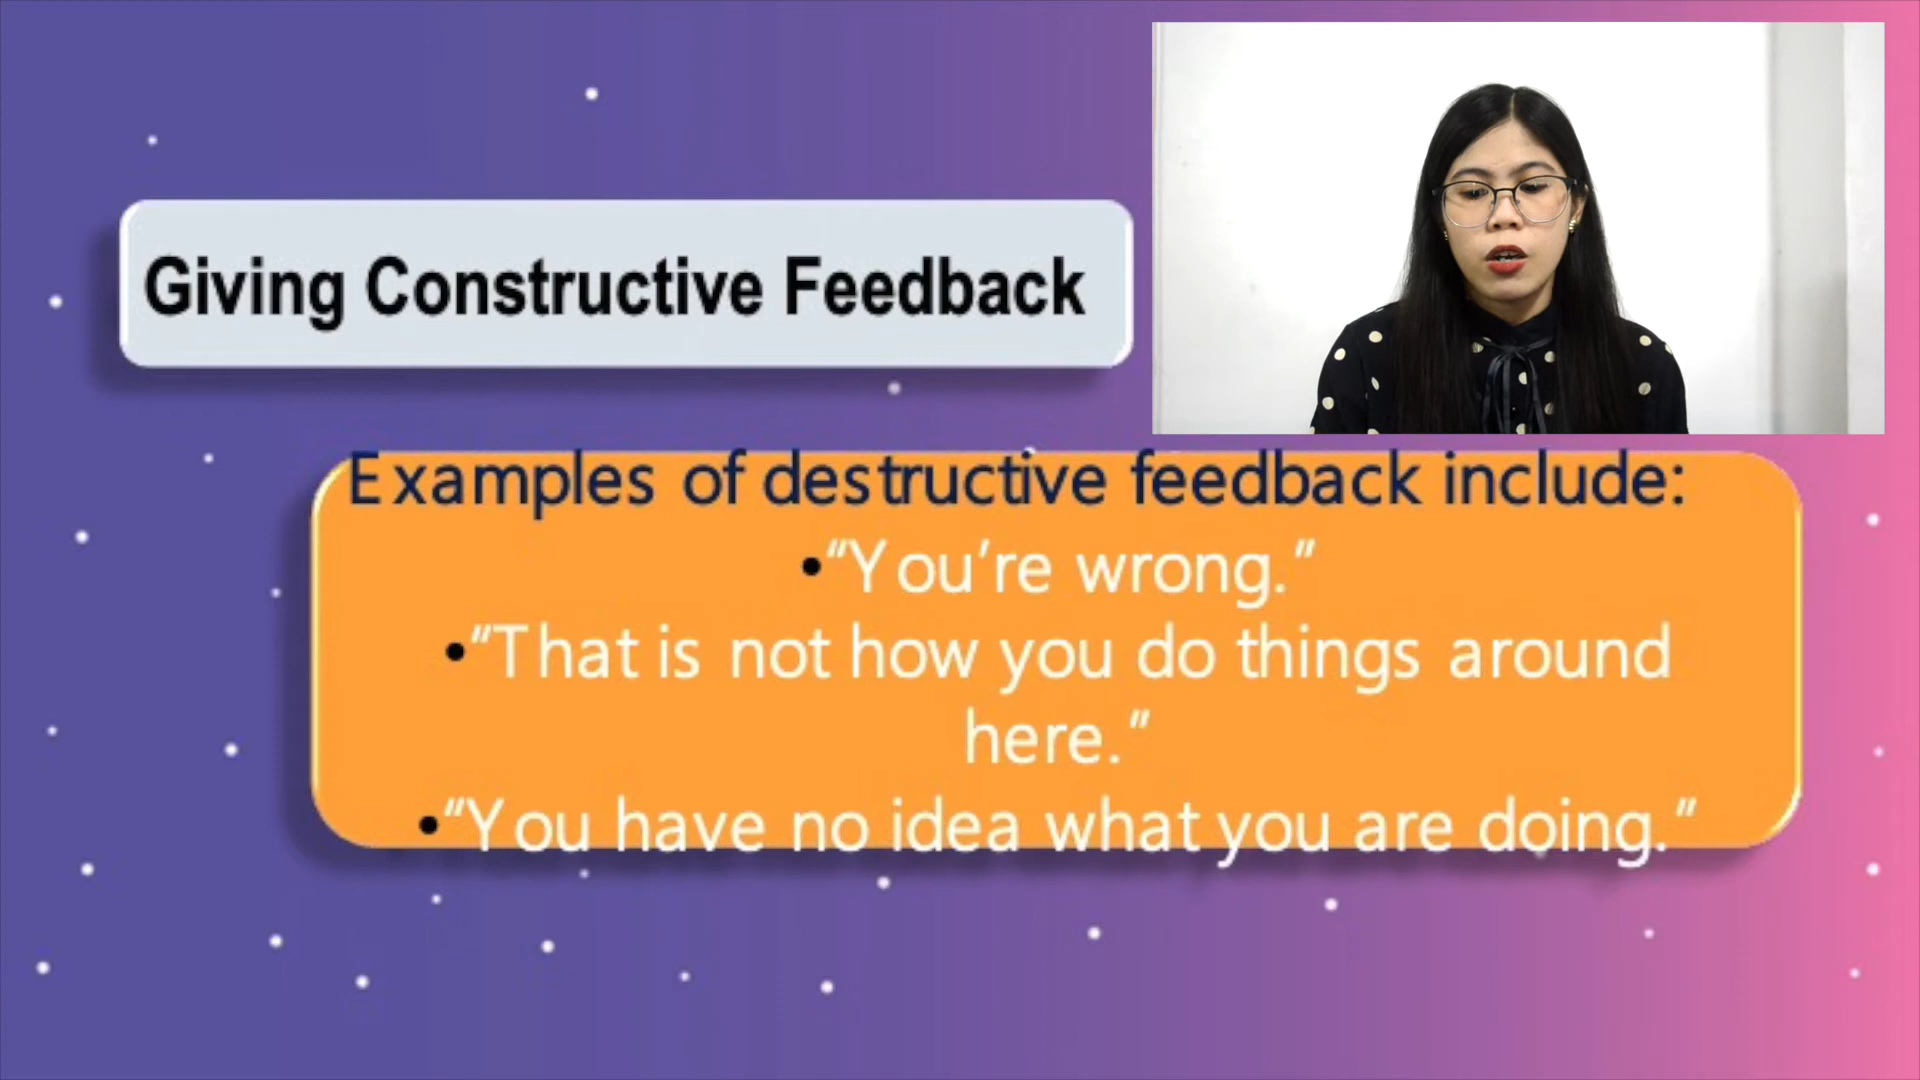 Giving Constructive Feedback
Examples of destructive feedback include:
•“You’re wrong.”
•“That is not how you do things around
here.”
•“You have no idea what you are doing.”